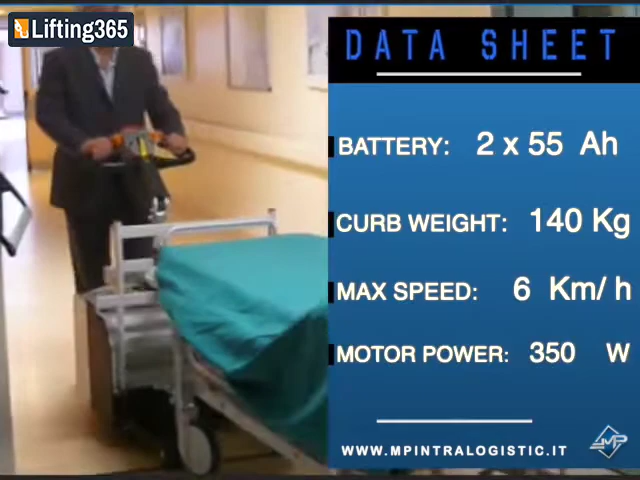 Lifting365
DATA SHEET
BATTERY: 2 x 55 Ah
CURB WEIGHT: 140 Kg
MAX SPEED: 6 Km/ h
MOTOR POWER: 350 W
WWW.MPINTRALOGISTIC.IT
MP